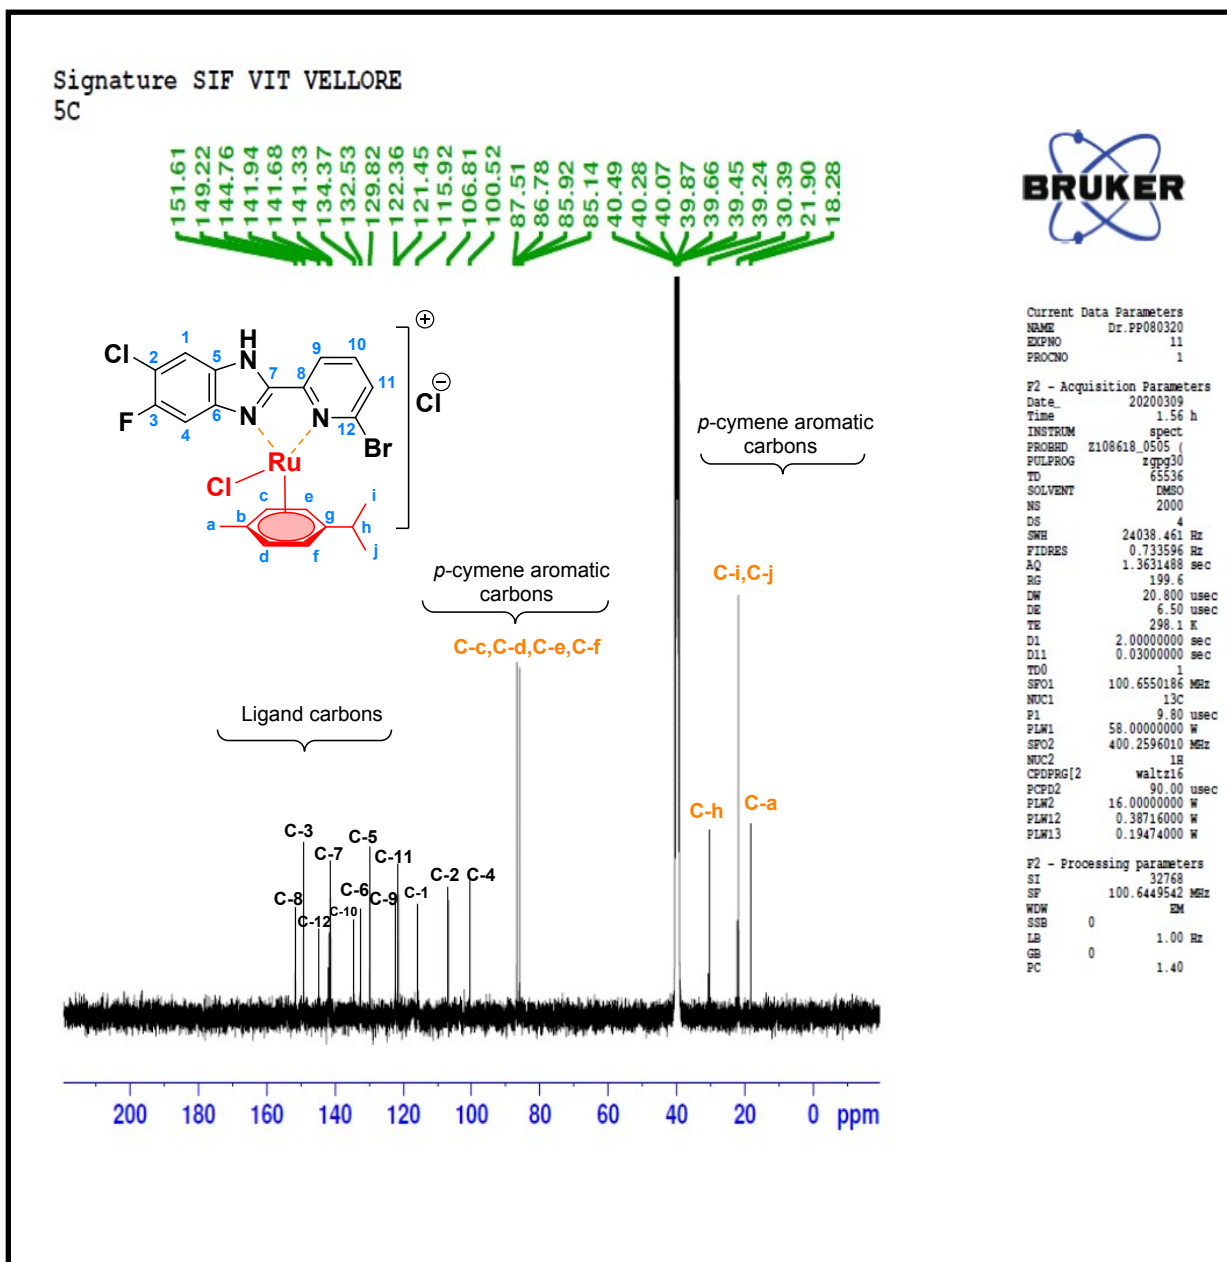 Signature SIF VIT VELLORE
5C
151.61
149.22
144.76
141.94
141.68
141.33
134.37
132.53
129.82
122.36
121.45
115.92
106.81
100.52
87.51
86.78
85.92
85.14
40.49
40.28
40.07
39.87
39.66
39.45
39.24
30.39
21.90
18.28
BRUKER
Current Data Parameters
NAME Dr.PP080320
EXPNO 11
PROCNO 1
F2 - Acquisition Parameters
Date_ 20200309
Time 1.56 h
INSTRUM spect
PROBHD Z108618_0505 (
PULPROG zgpg30
TD 65536
SOLVENT DMSO
NS 2000
DS 4
SWH 24038.461 Hz
FIDRES 0.733596 Hz
AQ 1.3631488 sec
RG 199.6
DW 20.800 usec
DE 6.50 usec
TE 298.1 K
D1 2.00000000 sec
D11 0.03000000 sec
TD0 1
SFO1 100.6550186 MHz
NUC1 13C
P1 9.80 usec
PLW1 58.00000000 W
SFO2 400.2596010 MHz
NUC2 1H
CPDPRG[2 waltz16
PCPD2 90.00 usec
PLW2 16.00000000 W
PLW12 0.38716000 W
PLW13 0.19474000 W
F2 - Processing parameters
SI 32768
SF 100.6449542 MHz
WDW EM
SSB 0
LB 1.00 Hz
GB 0
PC 1.40
H
N
1
Cl
2
5
9
10
7
8
11
F
3
4
6
N
N
12
Br
Ru
Cl
c
e
i
a
b
g
h
d
f
j
⊕
Cl⊖
p-cymene aromatic
carbons
p-cymene aromatic
carbons
C-i,C-j
C-c,C-d,C-e,C-f
Ligand carbons
C-h
C-a
C-3
C-5
C-7
C-11
C-6
C-2
C-4
C-8
C-12
C-10
C-9
C-1
200 180 160 140 120 100 80 60 40 20 0 ppm